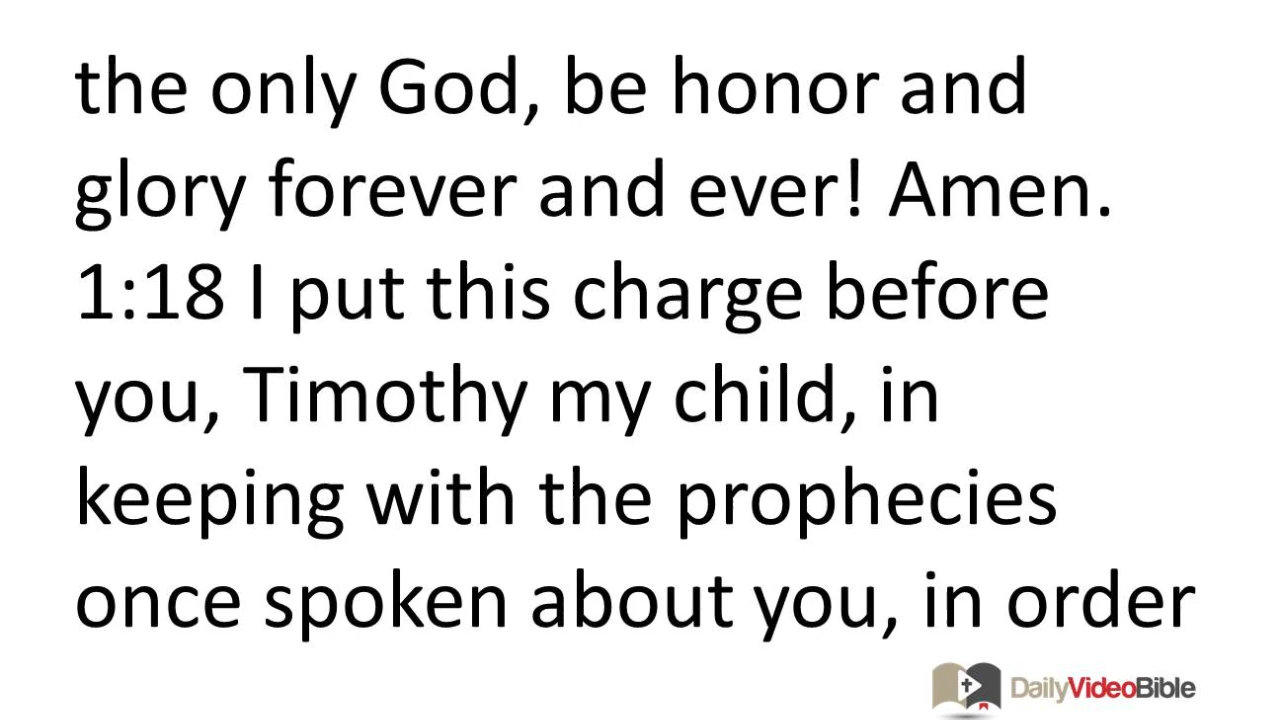 the only God, be honor and
glory forever and ever! Amen.
1:18 I put this charge before
you, Timothy my child, in
keeping with the prophecies
once spoken about you, in order
DailyVideoBible